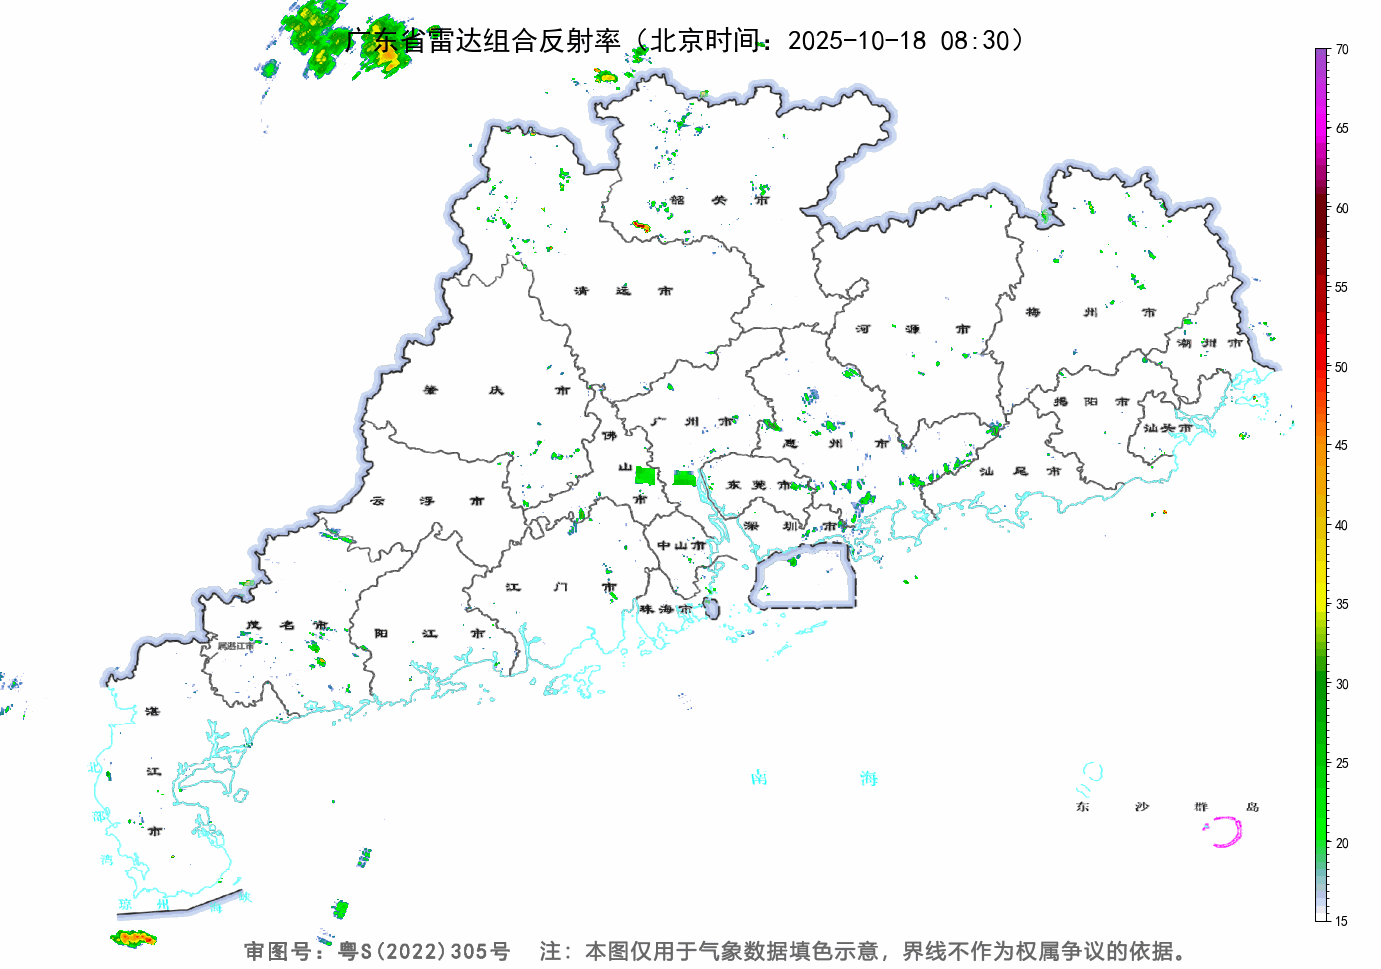 广东省雷达组合反射率（北京时间：2025-10-18 08:30）
70
65
60
55
50
45
40
35
30
25
20
15
韶关市
清远市
河源市
梅州市
潮州市
肇庆市
揭阳市
汕头市
广州市
佛山市
惠州市
汕尾市
东莞市
云浮市
深圳市
中山市
江门市
珠海市
茂名市
属湛江市
阳江市
湛江市
北部湾
南海
东沙群岛
琼州海峡
审图号：粤S(2022)305号 注：本图仅用于气象数据填色示意，界线不作为权属争议的依据。